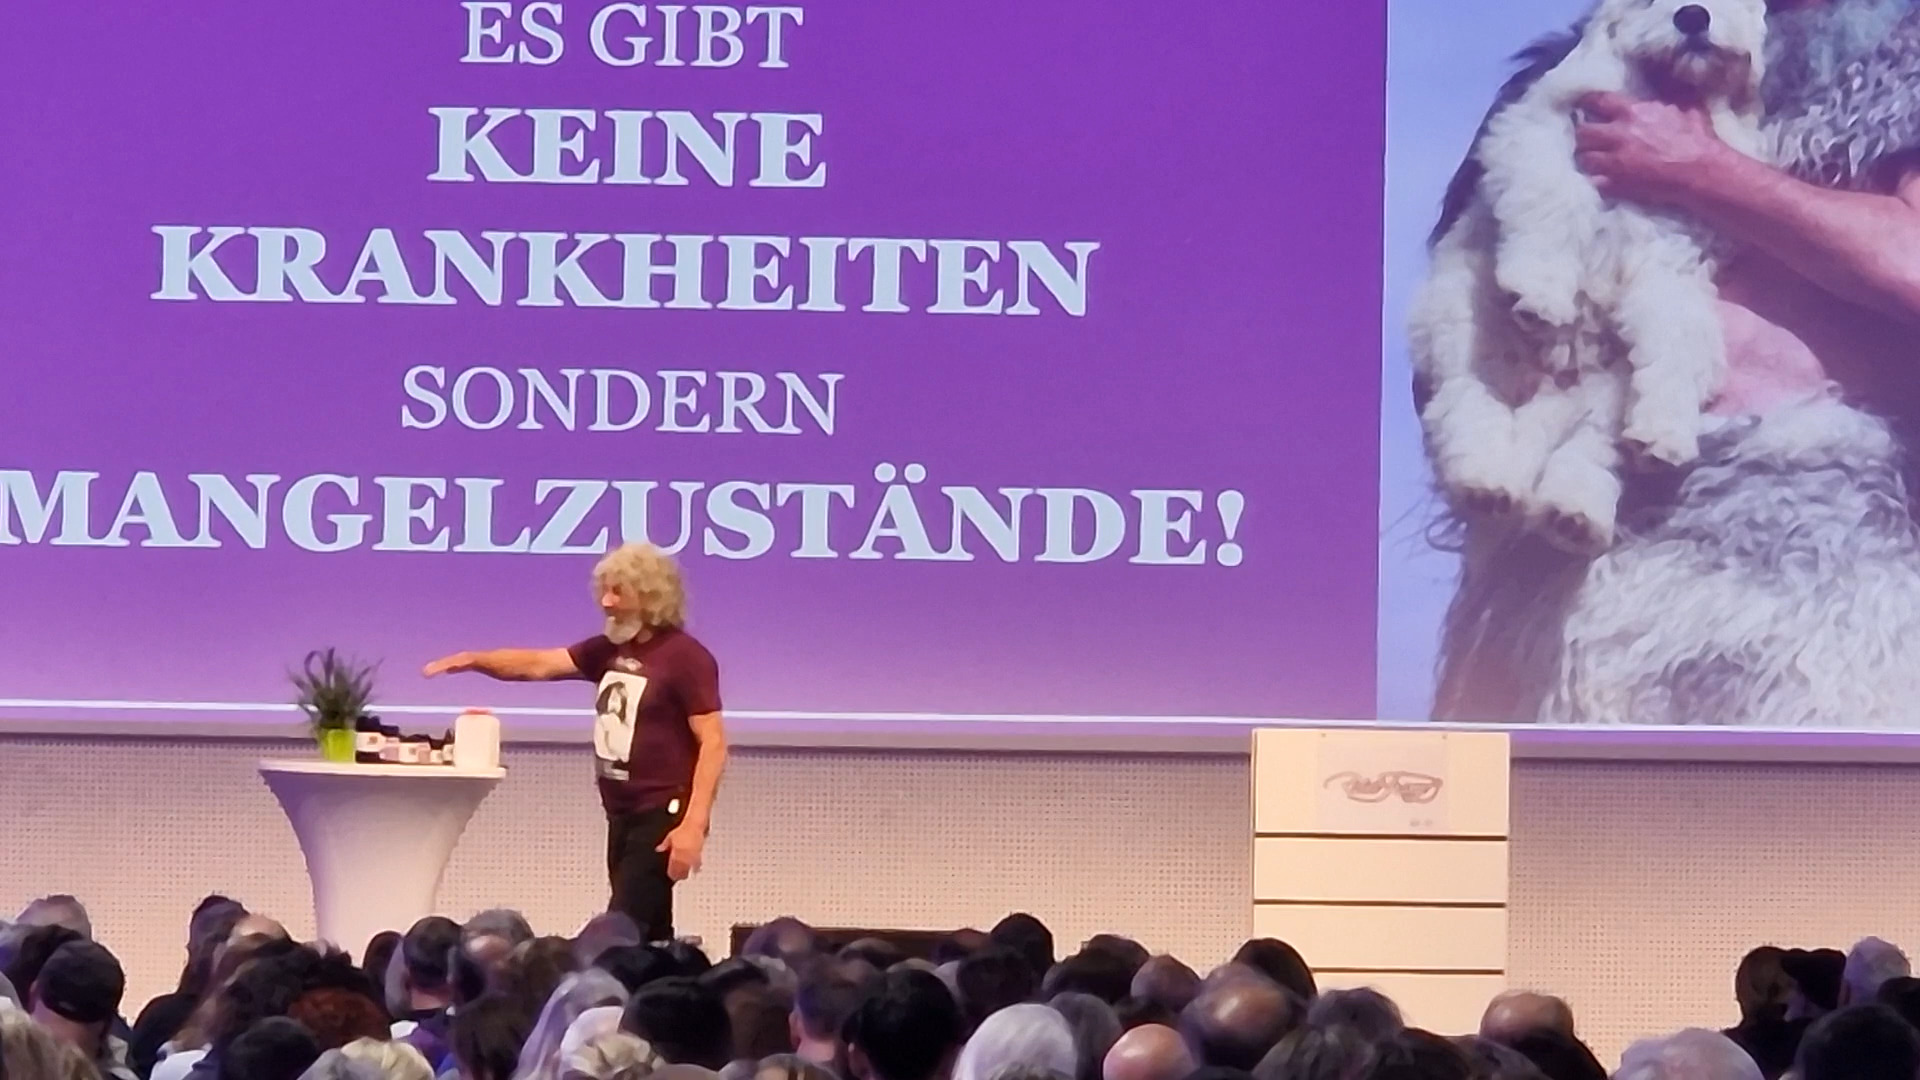 ES GIBT
KEINE
KRANKHEITEN
SONDERN
MANGELZUSTÄNDE!